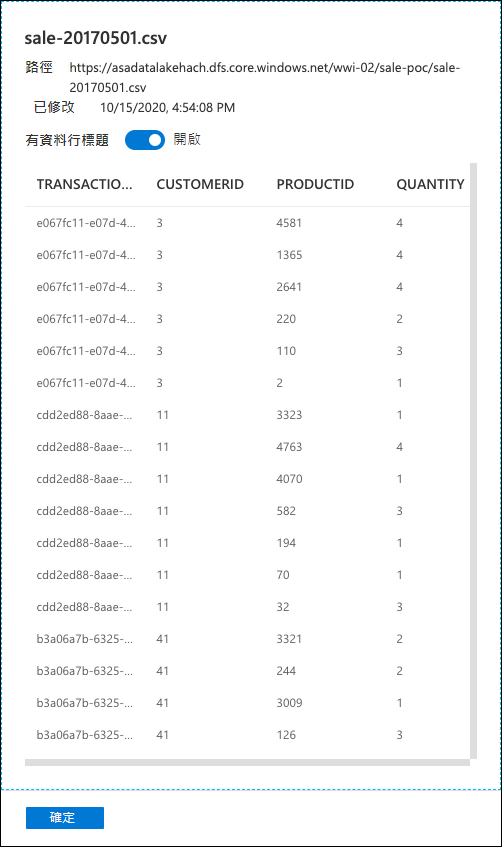 sale-20170501.csv
路徑 https://asadatalakehach.dfs.core.windows.net/wwi-02/sale-poc/sale-
20170501.csv
已修改 10/15/2020, 4:54:08 PM
有資料行標題 開啟
TRANSACTIO... CUSTOMERID PRODUCTID QUANTITY
e067fc11-e07d-4... 3 4581 4
e067fc11-e07d-4... 3 1365 4
e067fc11-e07d-4... 3 2641 4
e067fc11-e07d-4... 3 220 2
e067fc11-e07d-4... 3 110 3
e067fc11-e07d-4... 3 2 1
cdd2ed88-8aae-... 11 3323 1
cdd2ed88-8aae-... 11 4763 4
cdd2ed88-8aae-... 11 4070 1
cdd2ed88-8aae-... 11 582 3
cdd2ed88-8aae-... 11 194 1
cdd2ed88-8aae-... 11 70 1
cdd2ed88-8aae-... 11 32 3
b3a06a7b-6325-... 41 3321 2
b3a06a7b-6325-... 41 244 2
b3a06a7b-6325-... 41 3009 1
b3a06a7b-6325-... 41 126 3
確定